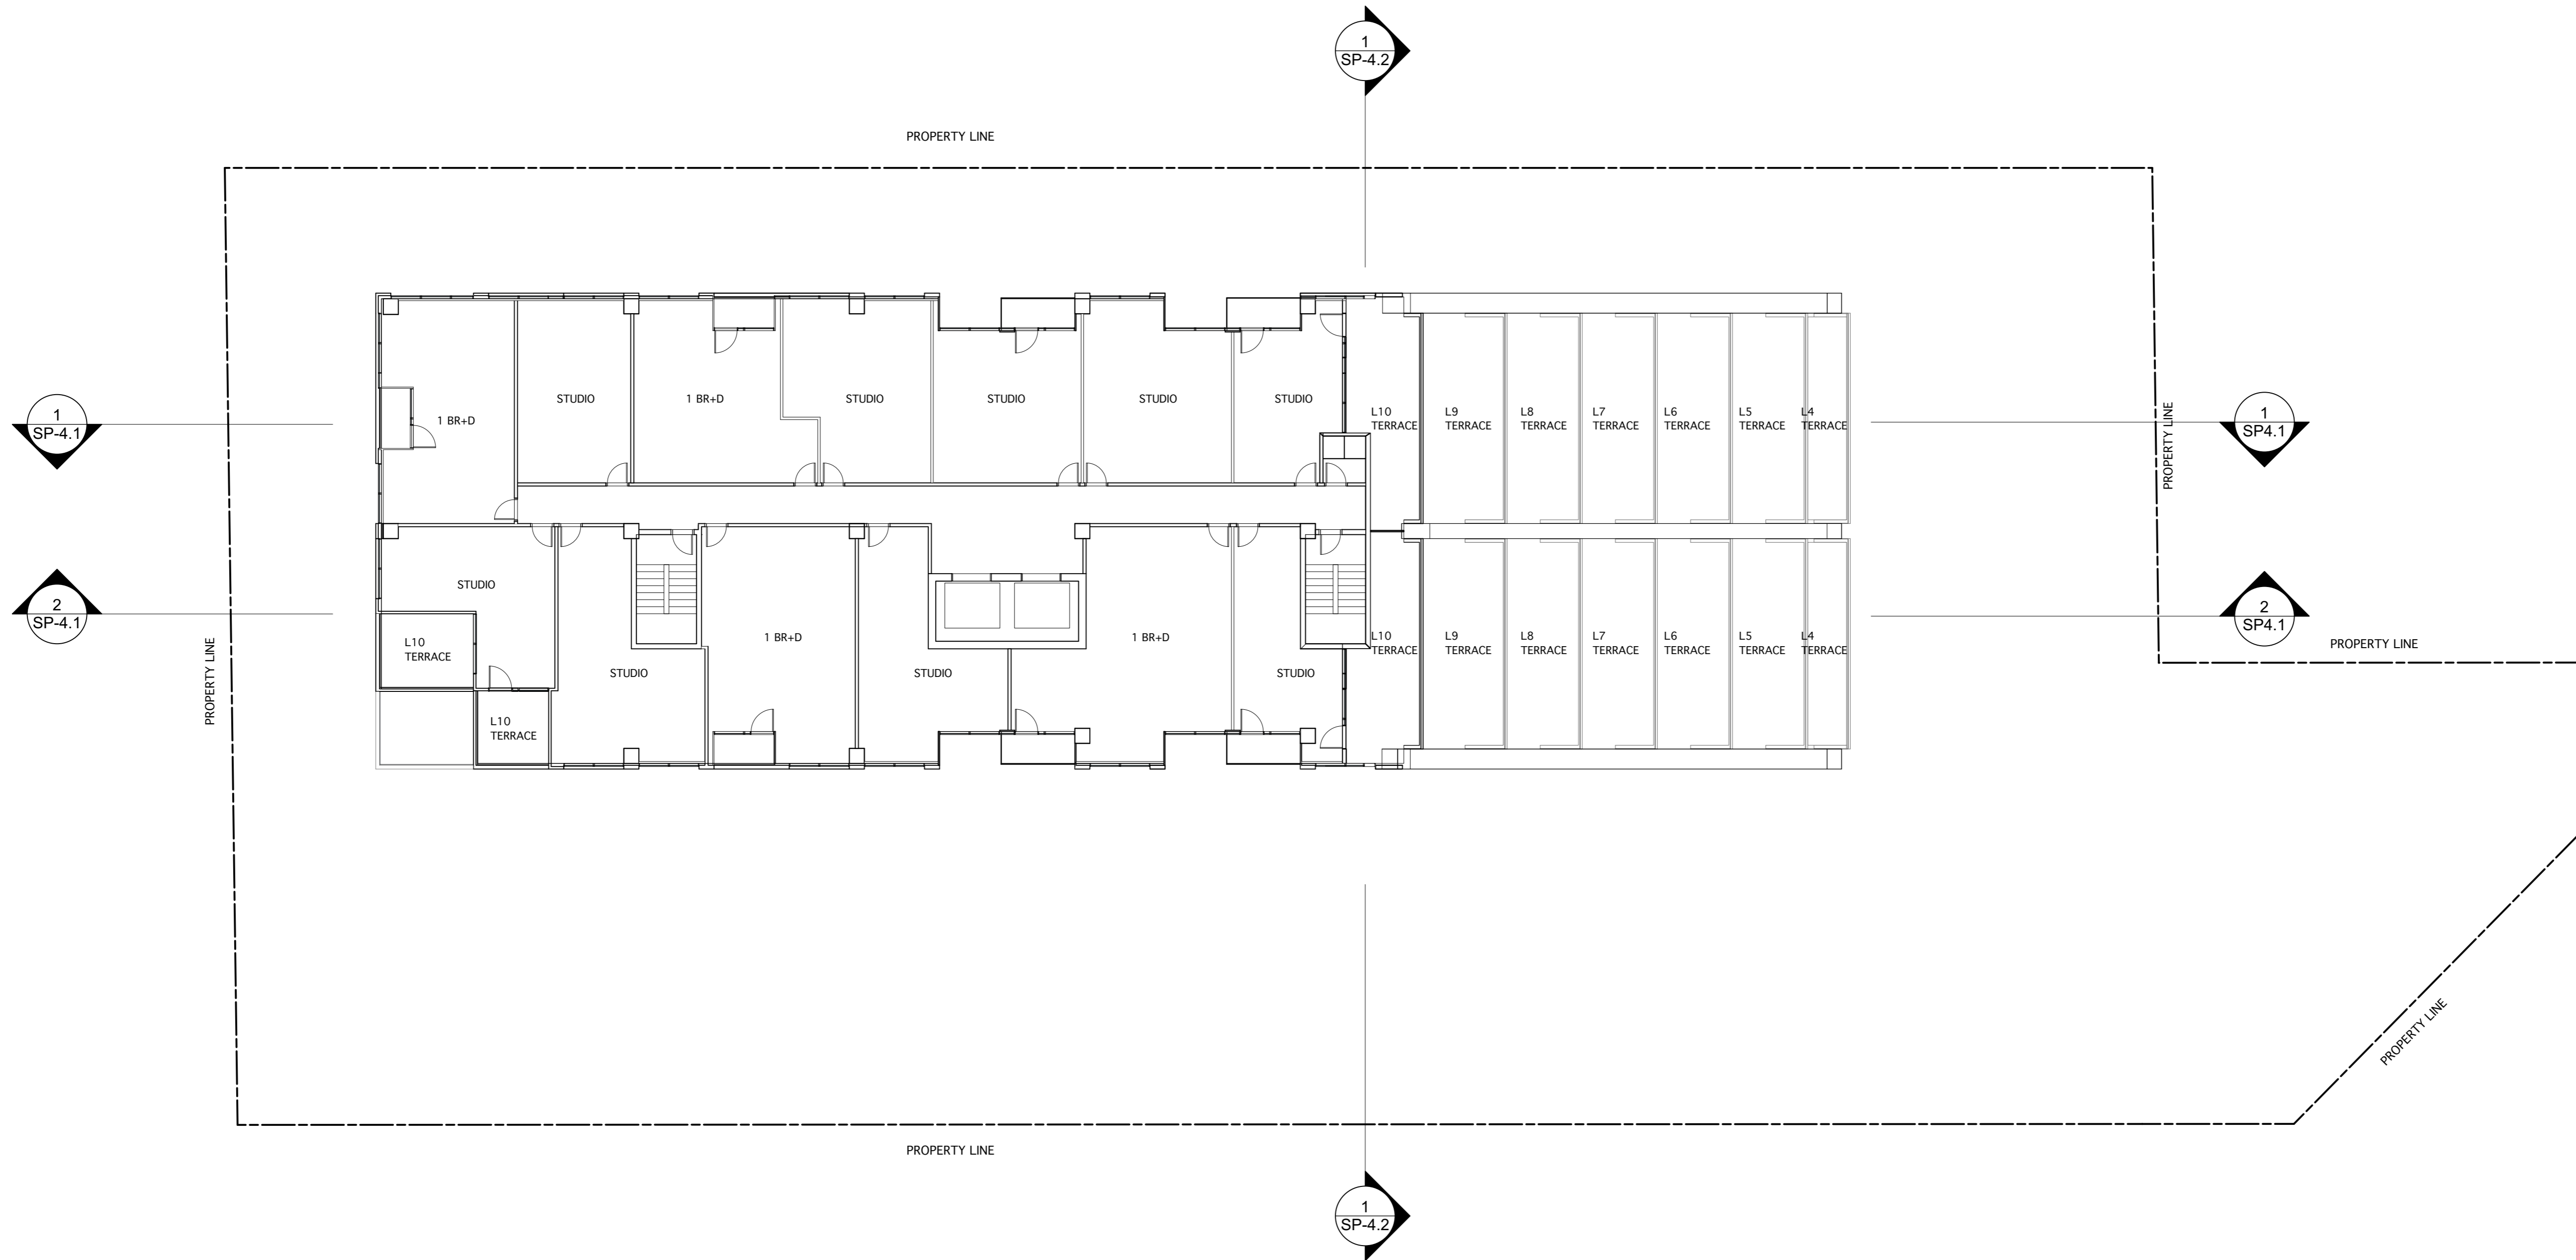 1
SP-4.2
PROPERTY LINE
1
SP-4.1
1 BR+D
STUDIO
1 BR+D
STUDIO
STUDIO
STUDIO
STUDIO
L10
TERRACE
L9
TERRACE
L8
TERRACE
L7
TERRACE
L6
TERRACE
L5
TERRACE
L4
TERRACE
PROPERTY LINE
1
SP4.1
2
SP-4.1
PROPERTY LINE
STUDIO
L10
TERRACE
L10
TERRACE
STUDIO
1 BR+D
STUDIO
1 BR+D
STUDIO
L10
TERRACE
L9
TERRACE
L8
TERRACE
L7
TERRACE
L6
TERRACE
L5
TERRACE
L4
TERRACE
2
SP4.1
PROPERTY LINE
PROPERTY LINE
PROPERTY LINE
1
SP-4.2